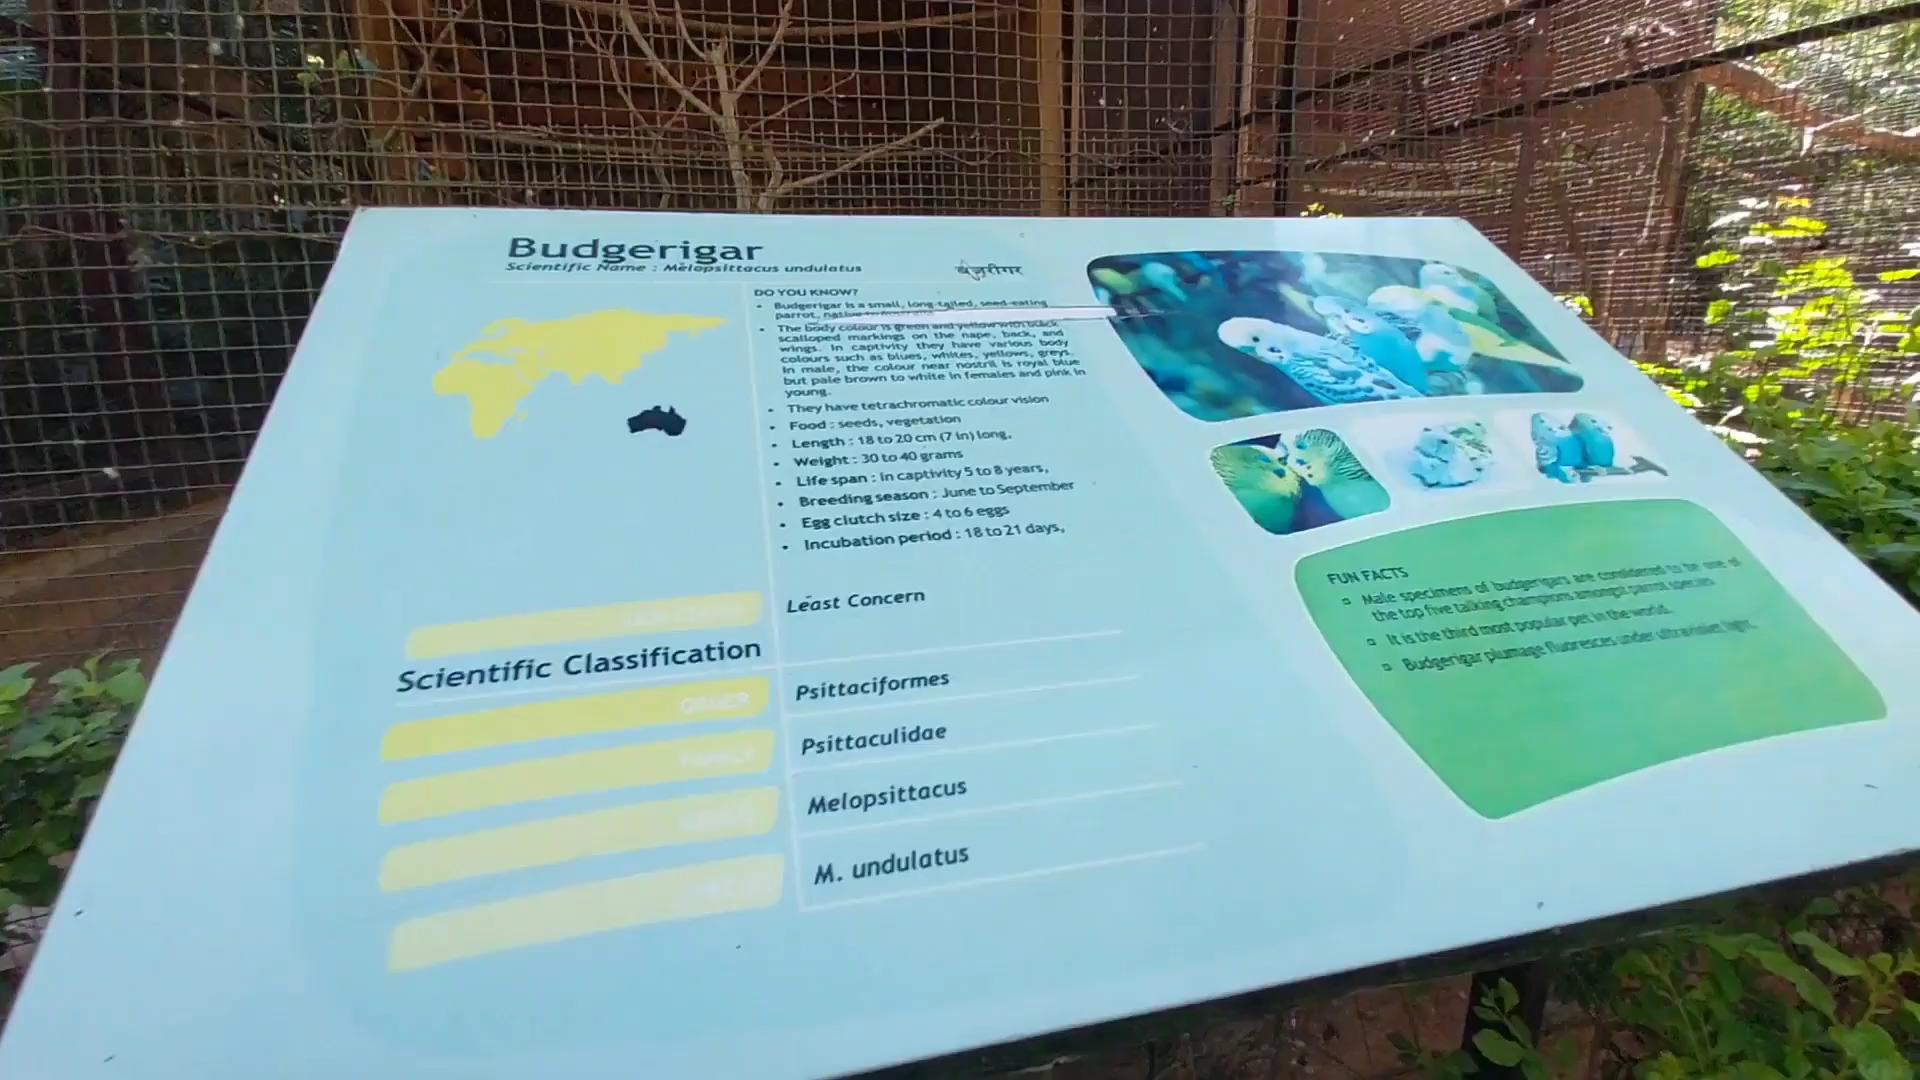 Budgerigar
Scientific Name : Melopsittacus undulatus
बजरीगर
DO YOU KNOW?
• Budgerigar is a small, long-tailed, seed-eating
parrot, native to Australia.
• The body colour is green and yellow with black
scalloped markings on the nape, back, and
wings. In captivity they have various body
colours such as blues, whites, yellows, greys.
In male, the colour near nostril is royal blue
but pale brown to white in females and pink in
young.
• They have tetrachromatic colour vision
• Food : seeds, vegetation
• Length : 18 to 20 cm (7 in) long,
• Weight : 30 to 40 grams
• Life span : in captivity 5 to 8 years,
• Breeding season : June to September
• Egg clutch size : 4 to 6 eggs
• Incubation period : 18 to 21 days,
Least Concern
Scientific Classification
ORDER Psittaciformes
FAMILY Psittaculidae
Melopsittacus
M. undulatus
FUN FACTS
Male specimens of budgerigars are considered to be one of
the top five talking champions amongst parrot species
It is the third most popular pet in the world.
Budgerigar plumage fluoresces under ultraviolet light.